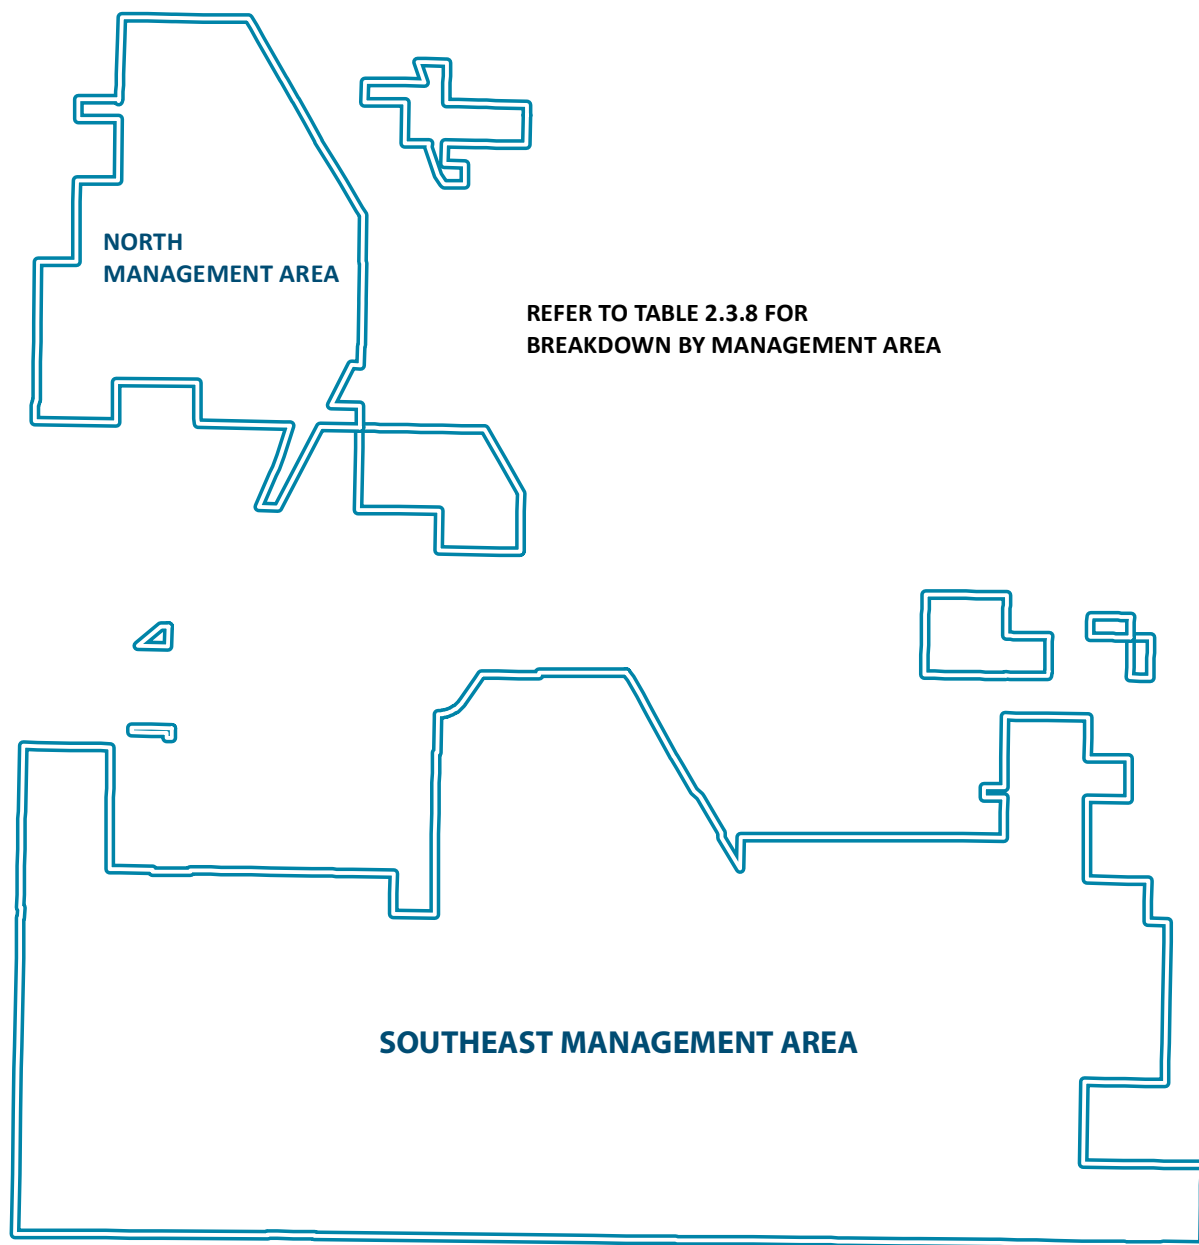 NORTH
MANAGEMENT AREA
REFER TO TABLE 2.3.8 FOR
BREAKDOWN BY MANAGEMENT AREA
SOUTHEAST MANAGEMENT AREA